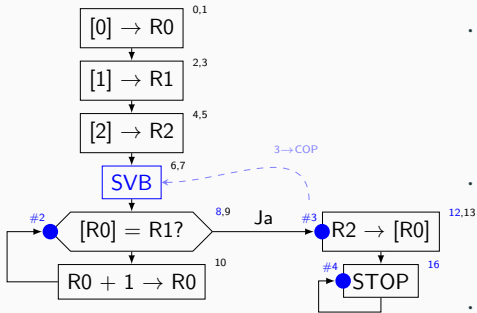 [0] → R0 0,1
[1] → R1 2,3
[2] → R2 4,5
3→COP
SVB 6,7
#2 [R0] = R1? 8,9 Ja #3 R2 → [R0] 12,13
R0 + 1 → R0 10 #4 STOP 16